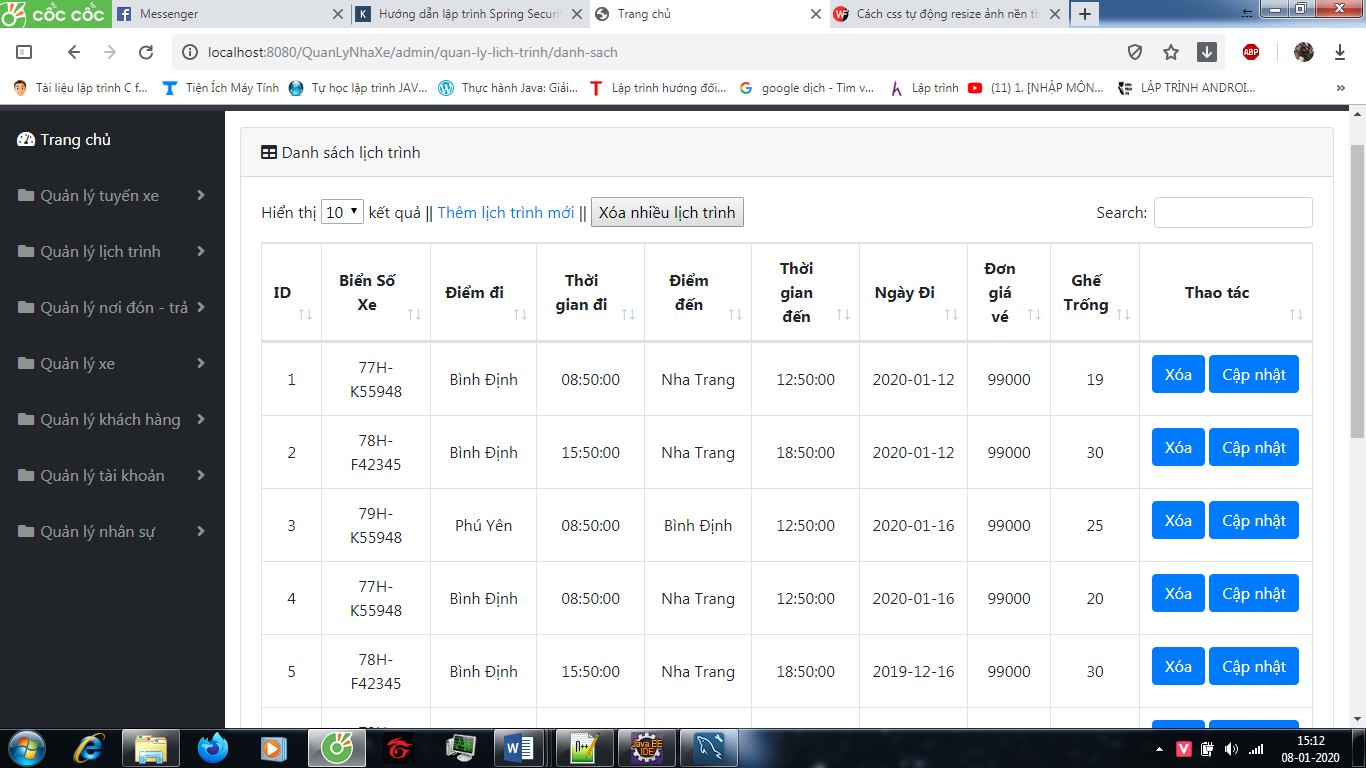 cốc cốc
Messenger
Hướng dẫn lập trình Spring Securi
Trang chủ
WF Cách css tự động resize ảnh nền th
localhost:8080/QuanLyNhaXe/admin/quan-ly-lich-trinh/danh-sach
ABP
Tài liệu lập trình C f...
Tiện Ích Máy Tính
Tự học lập trình JAV...
Thực hành Java: Giải...
Lập trình hướng đối...
google dịch - Tìm v...
Lập trình
(11) 1. [NHẬP MÔN...
LẬP TRÌNH ANDROI...
Trang chủ
Quản lý tuyến xe
Quản lý lịch trình
Quản lý nơi đón - trả
Quản lý xe
Quản lý khách hàng
Quản lý tài khoản
Quản lý nhân sự
Danh sách lịch trình
Hiển thị 10 kết quả || Thêm lịch trình mới || Xóa nhiều lịch trình
Search:
ID Biển Số Xe Điểm đi Thời gian đi Điểm đến Thời gian đến Ngày Đi Đơn giá vé Ghế Trống Thao tác
1 77H-K55948 Bình Định 08:50:00 Nha Trang 12:50:00 2020-01-12 99000 19 Xóa Cập nhật
2 78H-F42345 Bình Định 15:50:00 Nha Trang 18:50:00 2020-01-12 99000 30 Xóa Cập nhật
3 79H-K55948 Phú Yên 08:50:00 Bình Định 12:50:00 2020-01-16 99000 25 Xóa Cập nhật
4 77H-K55948 Bình Định 08:50:00 Nha Trang 12:50:00 2020-01-16 99000 20 Xóa Cập nhật
5 78H-F42345 Bình Định 15:50:00 Nha Trang 18:50:00 2019-12-16 99000 30 Xóa Cập nhật
15:12
08-01-2020